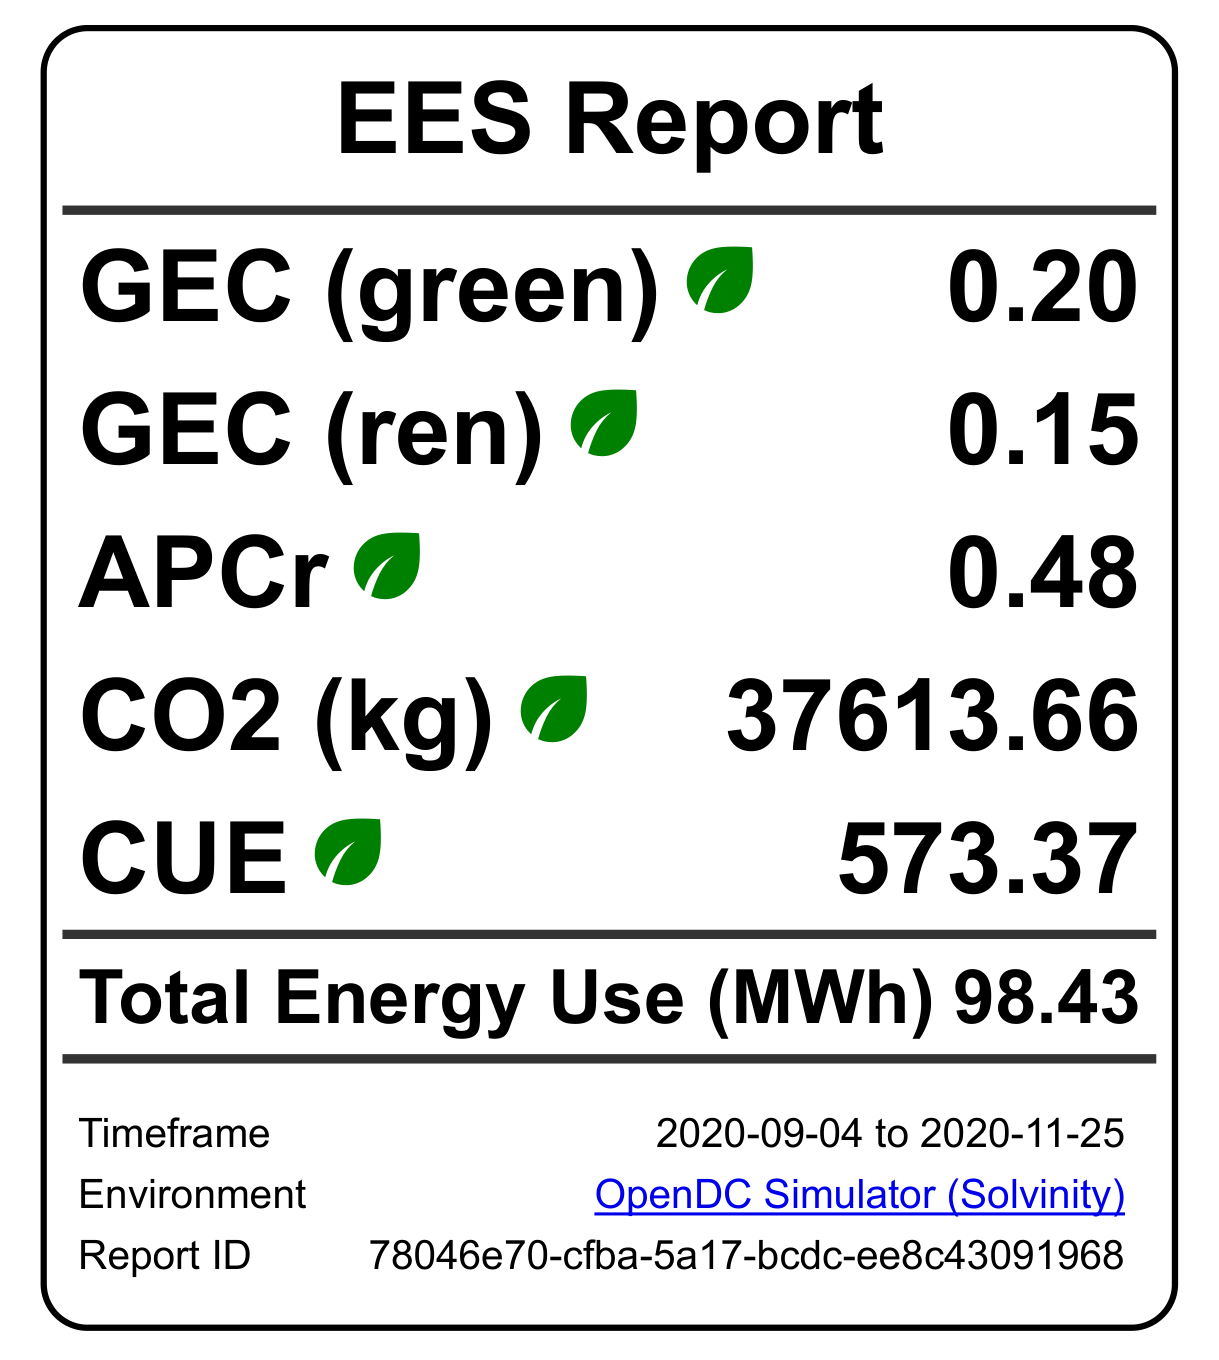 EES Report
GEC (green) 0.20
GEC (ren) 0.15
APCr 0.48
CO2 (kg) 37613.66
CUE 573.37
Total Energy Use (MWh) 98.43
Timeframe 2020-09-04 to 2020-11-25
Environment OpenDC Simulator (Solvinity)
Report ID 78046e70-cfba-5a17-bcdc-ee8c43091968